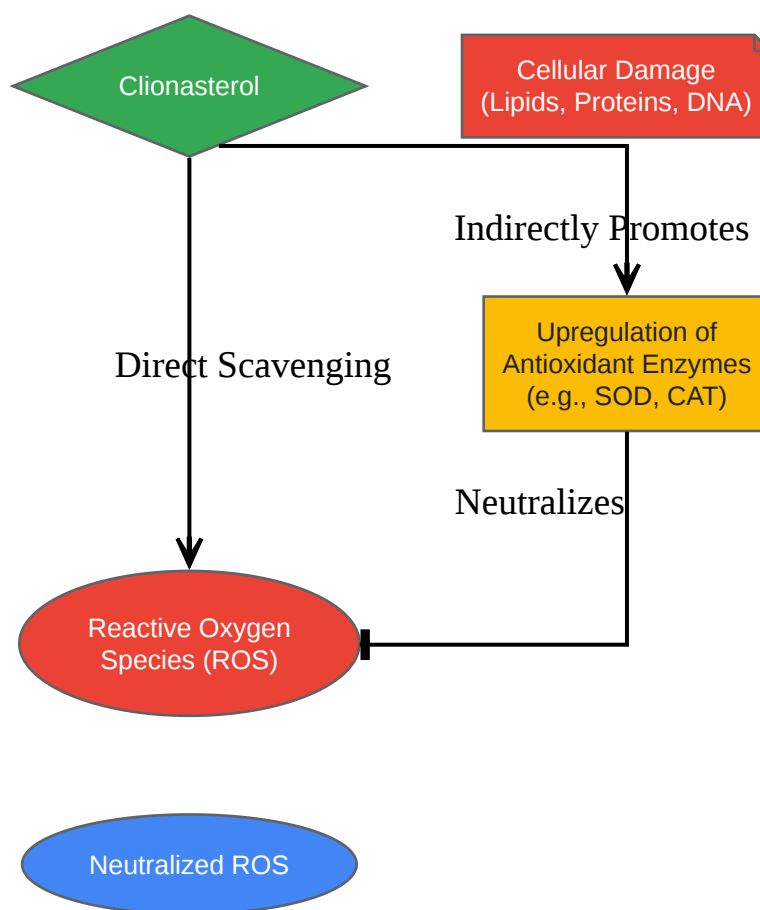 Clionasterol
Cellular Damage
(Lipids, Proteins, DNA)
Indirectly Promotes
Upregulation of
Antioxidant Enzymes
(e.g., SOD, CAT)
Direct Scavenging
Neutralizes
Reactive Oxygen
Species (ROS)
Neutralized ROS